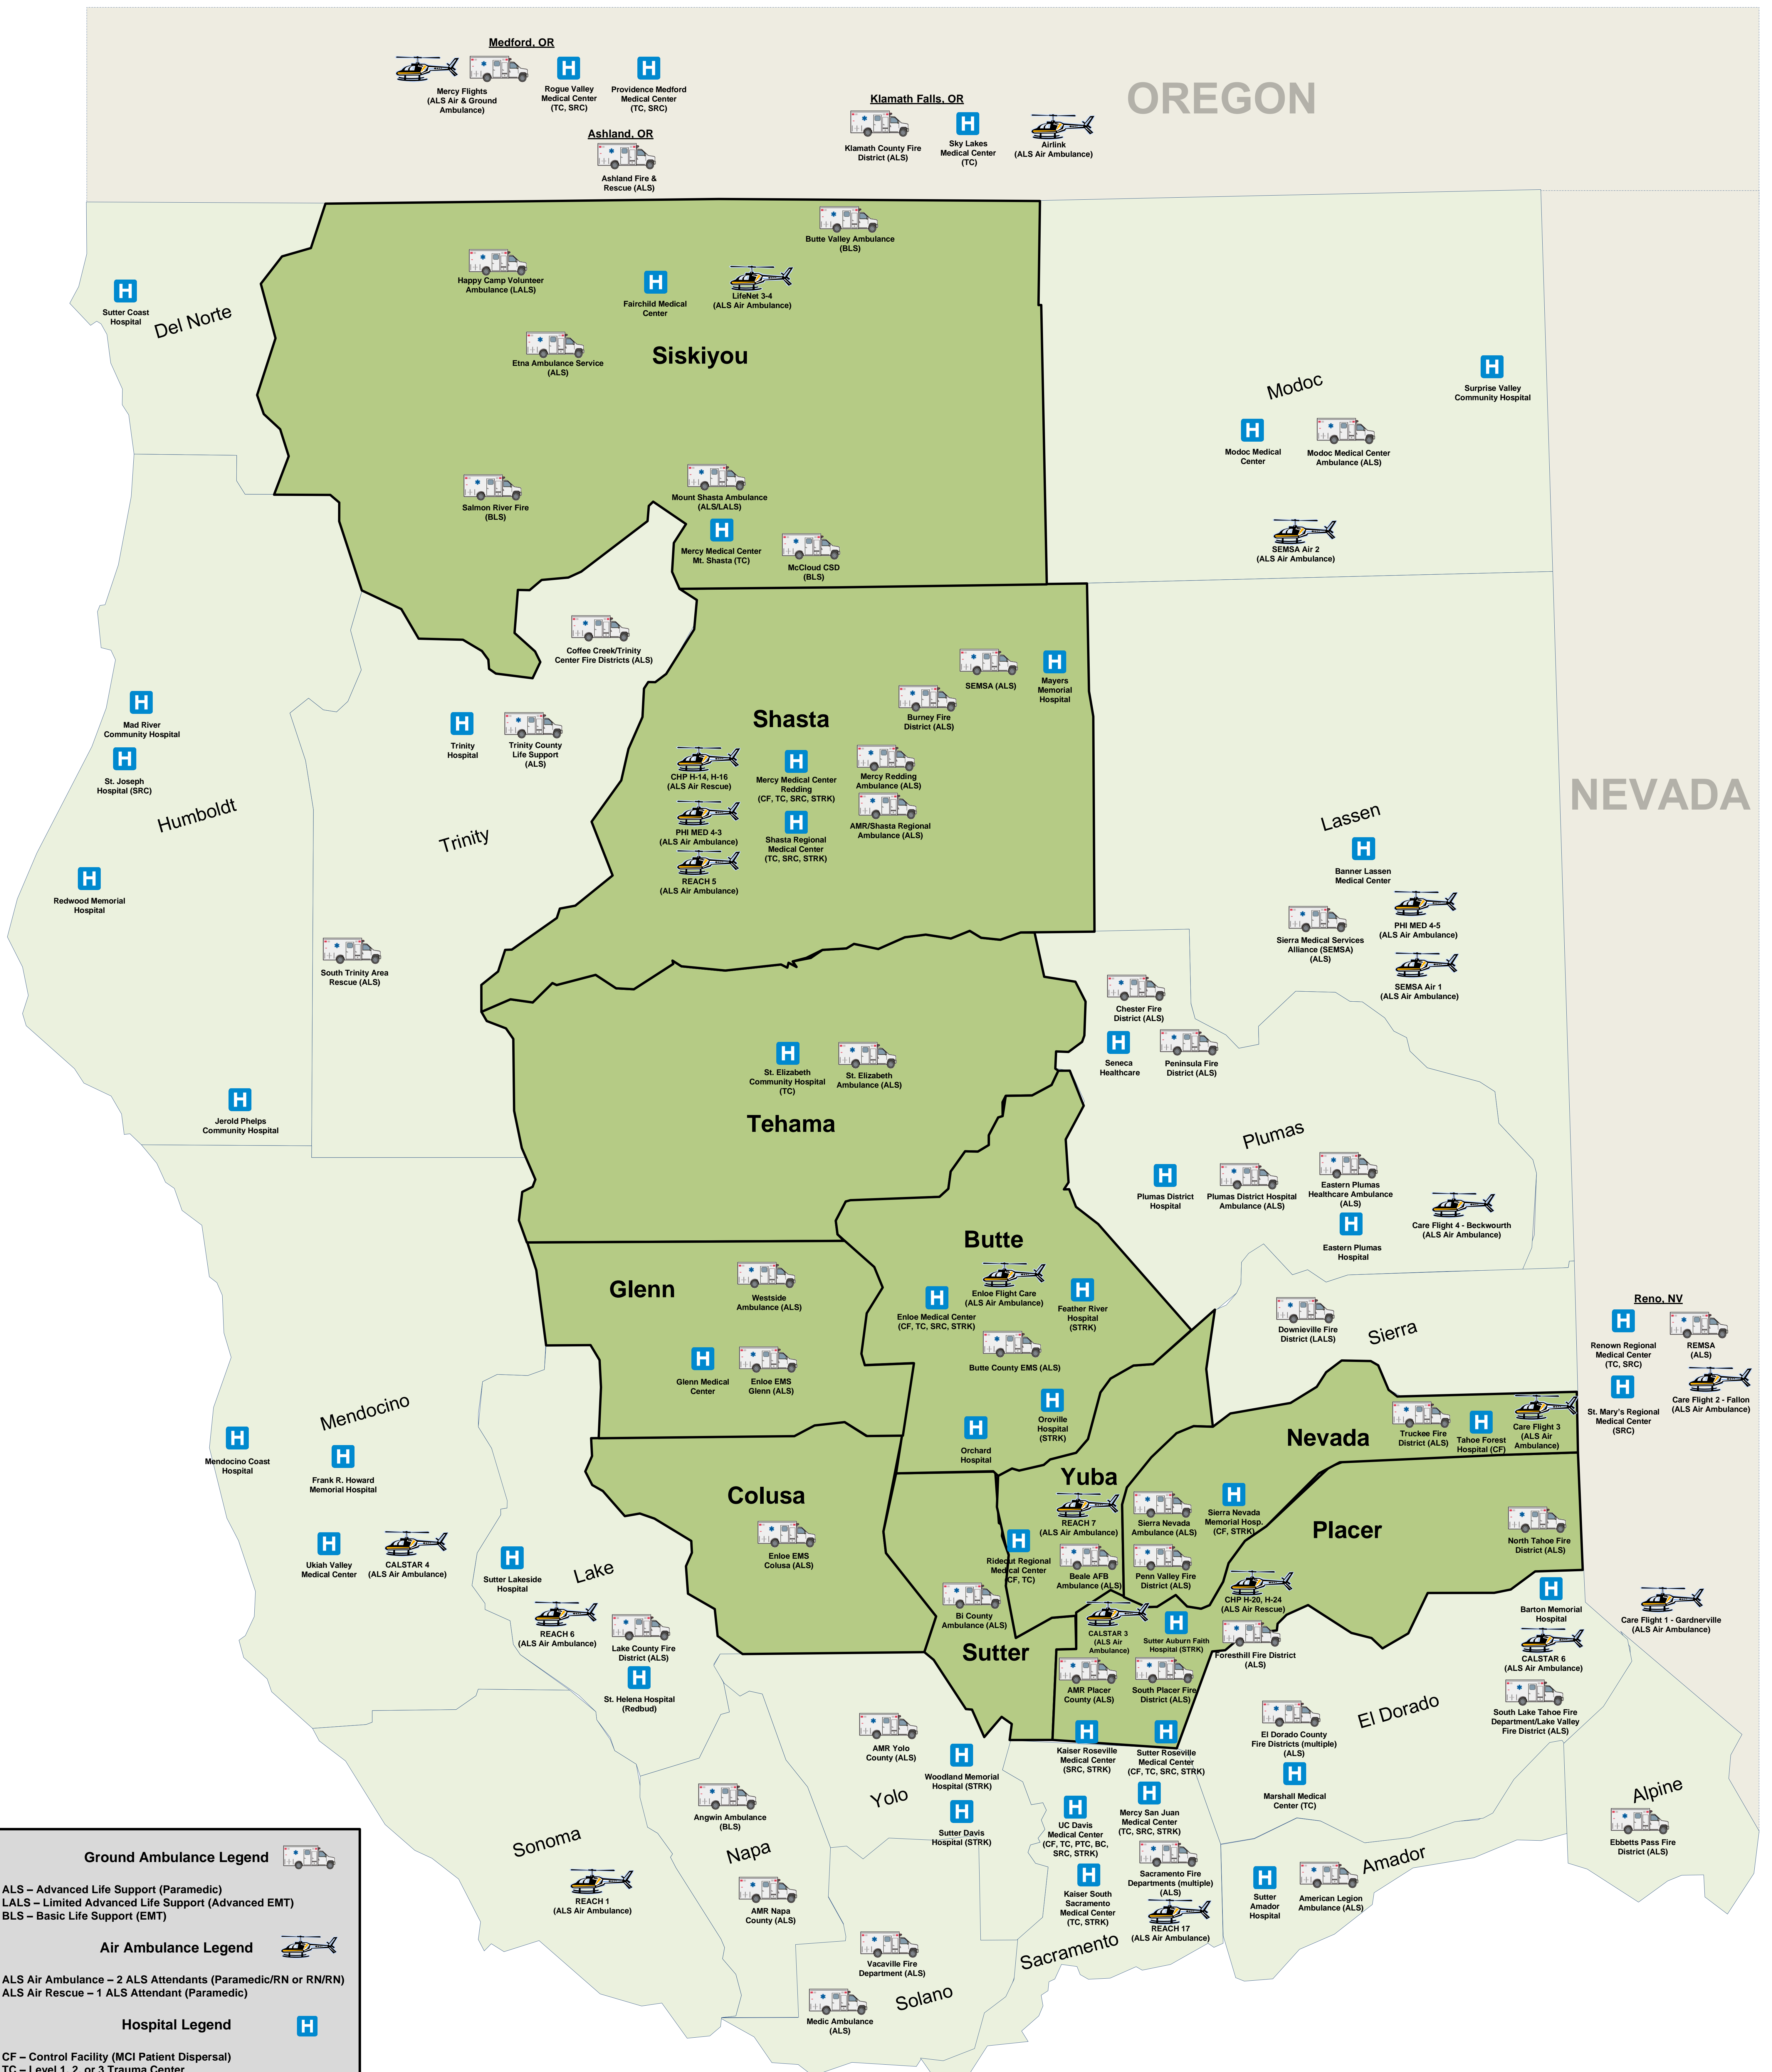 Medford, OR
Mercy Flights
(ALS Air & Ground
Ambulance)
Rogue Valley
Medical Center
(TC, SRC)
Providence Medford
Medical Center
(TC, SRC)
Ashland, OR
Ashland Fire &
Rescue (ALS)
Klamath Falls, OR
Klamath County Fire
District (ALS)
Sky Lakes
Medical Center
(TC)
Airlink
(ALS Air Ambulance)
OREGON
Butte Valley Ambulance
(BLS)
Happy Camp Volunteer
Ambulance (LALS)
Fairchild Medical
Center
LifeNet 3-4
(ALS Air Ambulance)
Etna Ambulance Service
(ALS)
Siskiyou
Salmon River Fire
(BLS)
Mount Shasta Ambulance
(ALS/LALS)
Mercy Medical Center
Mt. Shasta (TC)
McCloud CSD
(BLS)
Sutter Coast
Hospital
Del Norte
Modoc
Surprise Valley
Community Hospital
Modoc Medical
Center
Modoc Medical Center
Ambulance (ALS)
SEMSA Air 2
(ALS Air Ambulance)
Coffee Creek/Trinity
Center Fire Districts (ALS)
Trinity
Hospital
Trinity County
Life Support
(ALS)
Trinity
South Trinity Area
Rescue (ALS)
Mad River
Community Hospital
St. Joseph
Hospital (SRC)
Humboldt
Redwood Memorial
Hospital
Jerold Phelps
Community Hospital
SEMSA (ALS)
Mayers
Memorial
Hospital
Burney Fire
District (ALS)
Shasta
CHP H-14, H-16
(ALS Air Rescue)
Mercy Medical Center
Redding
(CF, TC, SRC, STRK)
Mercy Redding
Ambulance (ALS)
PHI MED 4-3
(ALS Air Ambulance)
Shasta Regional
Medical Center
(TC, SRC, STRK)
AMR/Shasta Regional
Ambulance (ALS)
REACH 5
(ALS Air Ambulance)
NEVADA
Lassen
Banner Lassen
Medical Center
Sierra Medical Services
Alliance (SEMSA)
(ALS)
PHI MED 4-5
(ALS Air Ambulance)
SEMSA Air 1
(ALS Air Ambulance)
Chester Fire
District (ALS)
Seneca
Healthcare
Peninsula Fire
District (ALS)
St. Elizabeth
Community Hospital
(TC)
St. Elizabeth
Ambulance (ALS)
Tehama
Plumas
Plumas District
Hospital
Plumas District Hospital
Ambulance (ALS)
Eastern Plumas
Healthcare Ambulance
(ALS)
Eastern Plumas
Hospital
Care Flight 4 - Beckwourth
(ALS Air Ambulance)
Butte
Enloe Medical Center
(CF, TC, SRC, STRK)
Enloe Flight Care
(ALS Air Ambulance)
Feather River
Hospital
(STRK)
Butte County EMS (ALS)
Oroville
Hospital
(STRK)
Orchard
Hospital
Glenn
Westside
Ambulance (ALS)
Glenn Medical
Center
Enloe EMS
Glenn (ALS)
Downieville Fire
District (LALS)
Sierra
Reno, NV
Renown Regional
Medical Center
(TC, SRC)
REMSA
(ALS)
St. Mary's Regional
Medical Center
(SRC)
Care Flight 2 - Fallon
(ALS Air Ambulance)
Nevada
Truckee Fire
District (ALS)
Tahoe Forest
Hospital (CF)
Care Flight 3
(ALS Air
Ambulance)
Sierra Nevada
Ambulance (ALS)
Sierra Nevada
Memorial Hosp.
(CF, STRK)
Penn Valley Fire
District (ALS)
Mendocino
Mendocino Coast
Hospital
Frank R. Howard
Memorial Hospital
Ukiah Valley
Medical Center
CALSTAR 4
(ALS Air Ambulance)
Colusa
Enloe EMS
Colusa (ALS)
Yuba
REACH 7
(ALS Air Ambulance)
Rideout Regional
Medical Center
(CF, TC)
Beale AFB
Ambulance (ALS)
Bi County
Ambulance (ALS)
Sutter
Placer
North Tahoe Fire
District (ALS)
CHP H-20, H-24
(ALS Air Rescue)
CALSTAR 3
(ALS Air
Ambulance)
Sutter Auburn Faith
Hospital (STRK)
Foresthill Fire District
(ALS)
AMR Placer
County (ALS)
South Placer Fire
District (ALS)
Kaiser Roseville
Medical Center
(SRC, STRK)
Sutter Roseville
Medical Center
(CF, TC, SRC, STRK)
Sutter Lakeside
Hospital
Lake
REACH 6
(ALS Air Ambulance)
Lake County Fire
District (ALS)
St. Helena Hospital
(Redbud)
Barton Memorial
Hospital
Care Flight 1 - Gardnerville
(ALS Air Ambulance)
CALSTAR 6
(ALS Air Ambulance)
South Lake Tahoe Fire
Department/Lake Valley
Fire District (ALS)
El Dorado
El Dorado County
Fire Districts (multiple)
(ALS)
Marshall Medical
Center (TC)
AMR Yolo
County (ALS)
Woodland Memorial
Hospital (STRK)
Yolo
Sutter Davis
Hospital (STRK)
Angwin Ambulance
(BLS)
Napa
AMR Napa
County (ALS)
Sonoma
REACH 1
(ALS Air Ambulance)
UC Davis
Medical Center
(CF, TC, PTC, BC,
SRC, STRK)
Mercy San Juan
Medical Center
(TC, SRC, STRK)
Sacramento Fire
Departments (multiple)
(ALS)
Kaiser South
Sacramento
Medical Center
(TC, STRK)
REACH 17
(ALS Air Ambulance)
Sacramento
Alpine
Ebbetts Pass Fire
District (ALS)
Amador
Sutter
Amador
Hospital
American Legion
Ambulance (ALS)
Vacaville Fire
Department (ALS)
Solano
Medic Ambulance
(ALS)
Ground Ambulance Legend
ALS – Advanced Life Support (Paramedic)
LALS – Limited Advanced Life Support (Advanced EMT)
BLS – Basic Life Support (EMT)
Air Ambulance Legend
ALS Air Ambulance – 2 ALS Attendants (Paramedic/RN or RN/RN)
ALS Air Rescue – 1 ALS Attendant (Paramedic)
Hospital Legend
CF – Control Facility (MCI Patient Dispersal)
TC – Level 1, 2, or 3 Trauma Center